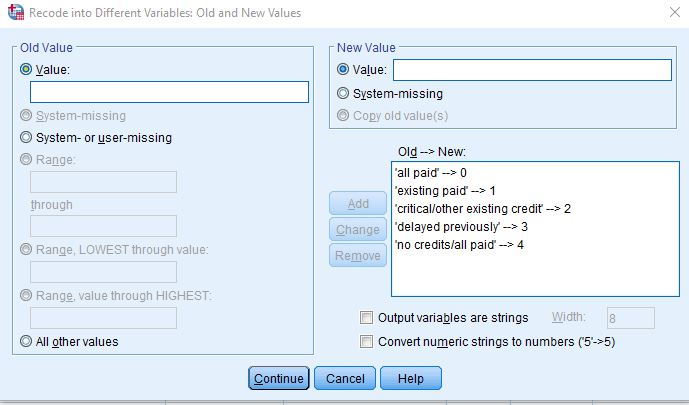 Recode into Different Variables: Old and New Values
Old Value
Value:
System-missing
System- or user-missing
Range:
through
Range, LOWEST through value:
Range, value through HIGHEST:
All other values
New Value
Value:
System-missing
Copy old value(s)
Old --> New:
'all paid' --> 0
'existing paid' --> 1
'critical/other existing credit' --> 2
'delayed previously' --> 3
'no credits/all paid' --> 4
Add
Change
Remove
Output variables are strings Width: 8
Convert numeric strings to numbers ('5'->5)
Continue Cancel Help